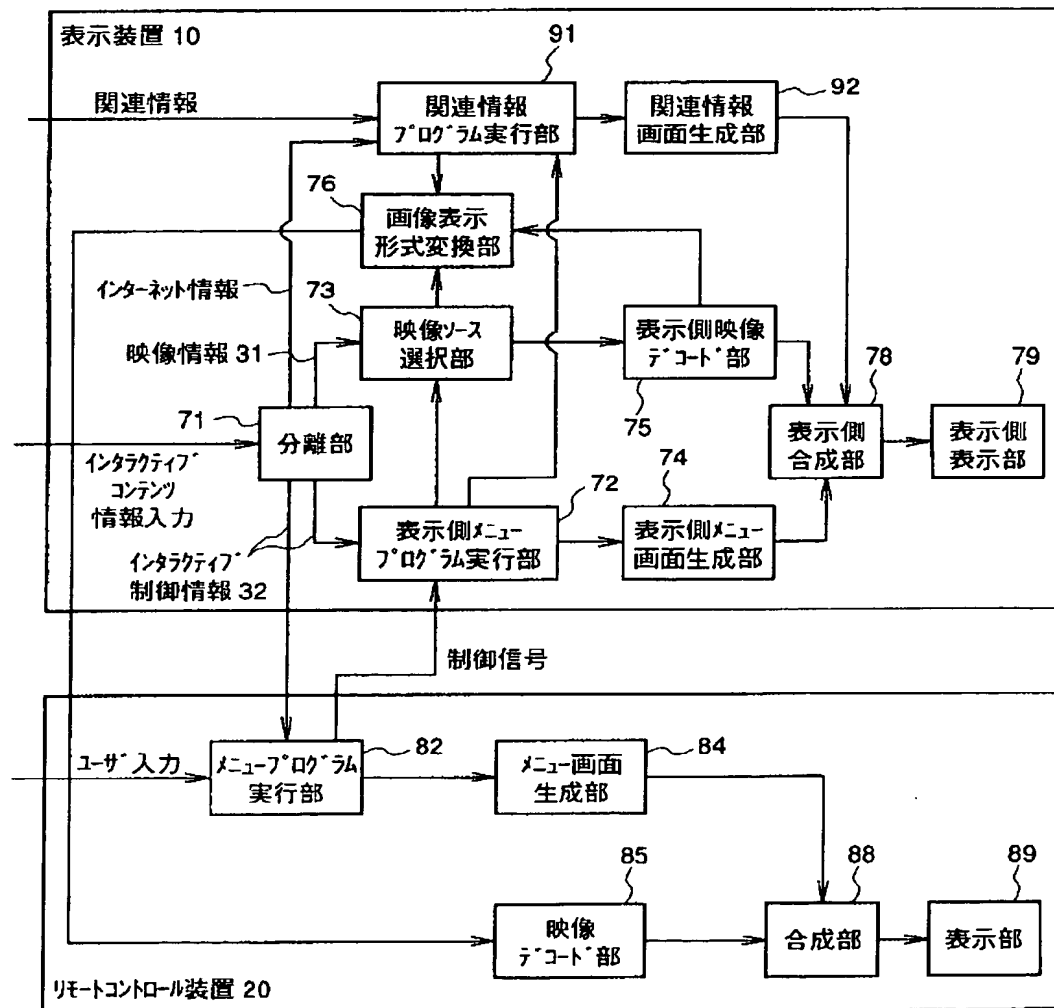 表示装置 10
91
関連情報
関連情報
プログラム実行部
92
関連情報
画面生成部
76
画像表示
形式変換部
インターネット情報
73
映像ソース
選択部
映像情報 31
表示側映像
デコード部
75
78
表示側
合成部
79
表示側
表示部
71
分離部
インタラクティブ
コンテンツ
情報入力
72
表示側メニュー
プログラム実行部
74
表示側メニュー
画面生成部
インタラクティブ
制御情報 32
制御信号
ユーザ入力
82
メニュープログラム
実行部
84
メニュー画面
生成部
85
映像
デコード部
88
合成部
89
表示部
リモートコントロール装置 20